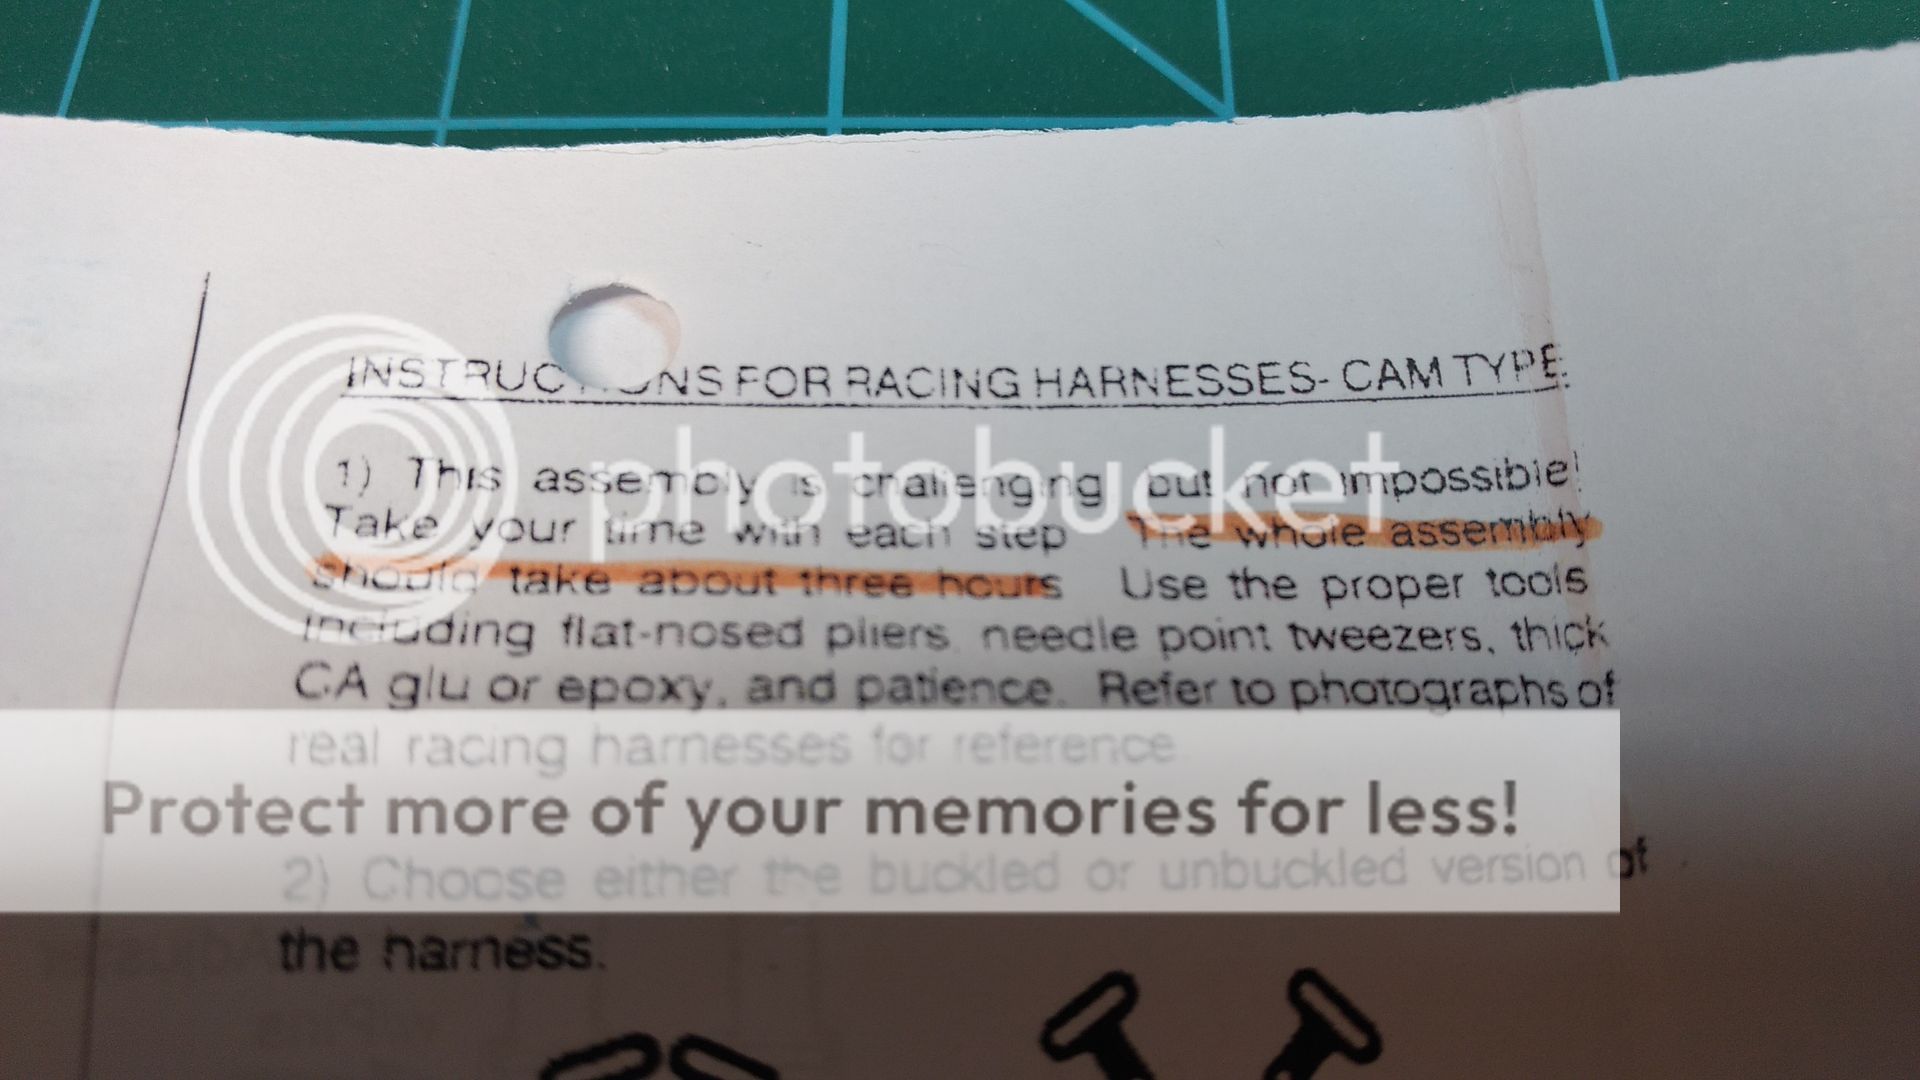 INSTRUCTIONS FOR RACING HARNESSES- CAM TYPE:
1) This assembly is challenging but not impossible!
Take your time with each step The whole assembly
should take about three hours Use the proper tools
including flat-nosed pliers, needle point tweezers, thick
CA glu or epoxy, and patience. Refer to photographs of
real racing harnesses for reference
2) Choose either the buckled or unbuckled version of
the harness.
photobucket
Protect more of your memories for less!